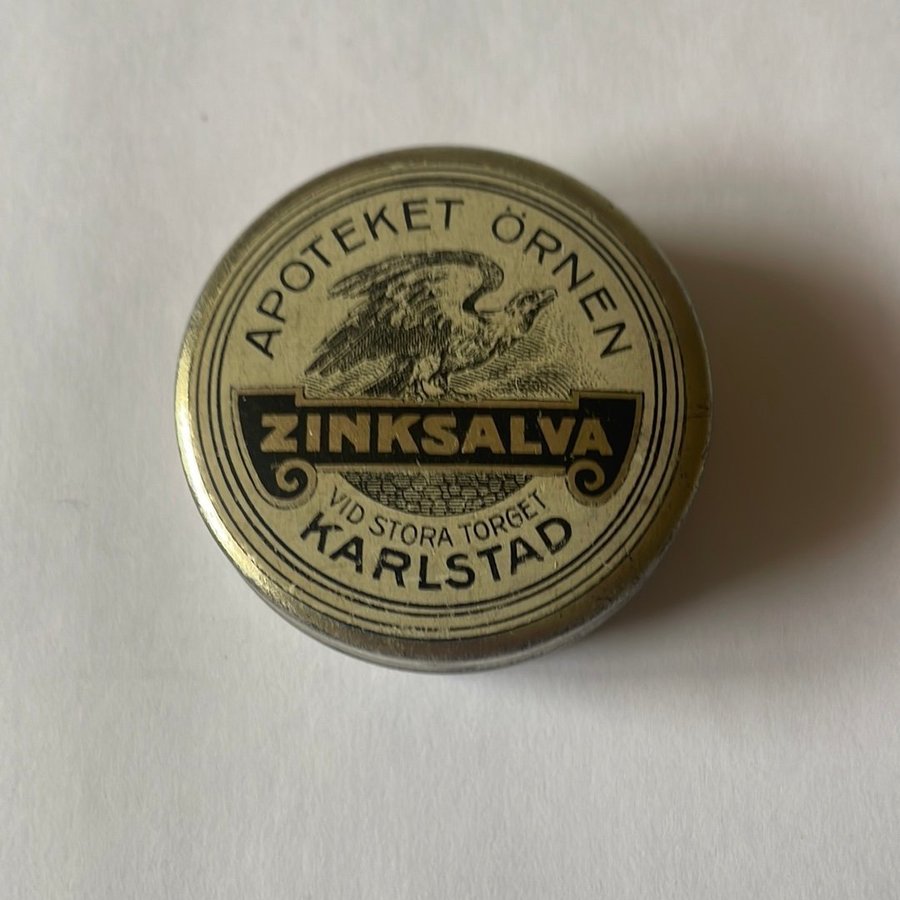 APOTEKET ÖRNEN
ZINKSALVA
VID STORA TORGET
KARLSTAD